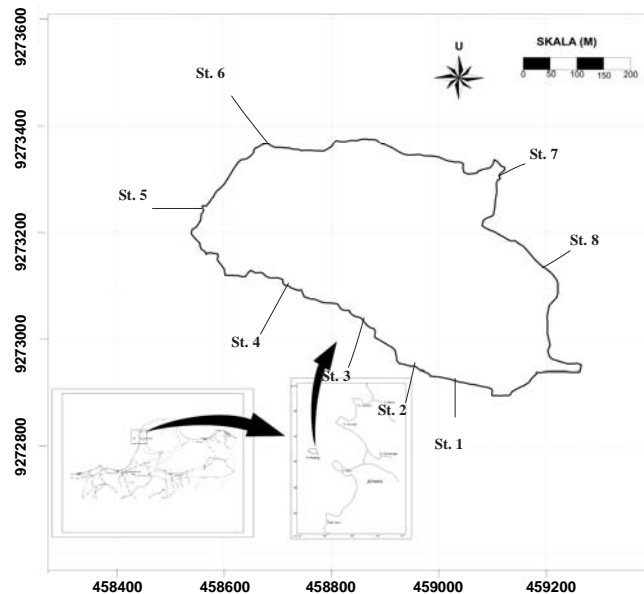 9273600
U
SKALA (M)
0 50 100 150 200
St. 6
9273400
St. 7
St. 5
9273200
St. 8
9273000
St. 4
St. 3
St. 2
St. 1
JEPARA
9272800
458400 458600 458800 459000 459200